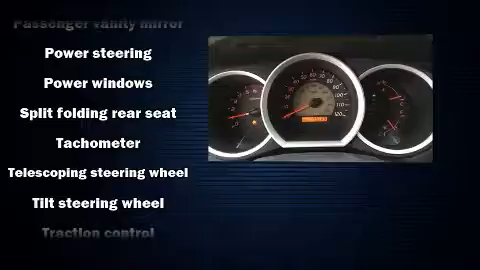 Passenger vanity mirror
Power steering
Power windows
Split folding rear seat
Tachometer
Telescoping steering wheel
Tilt steering wheel
Traction control